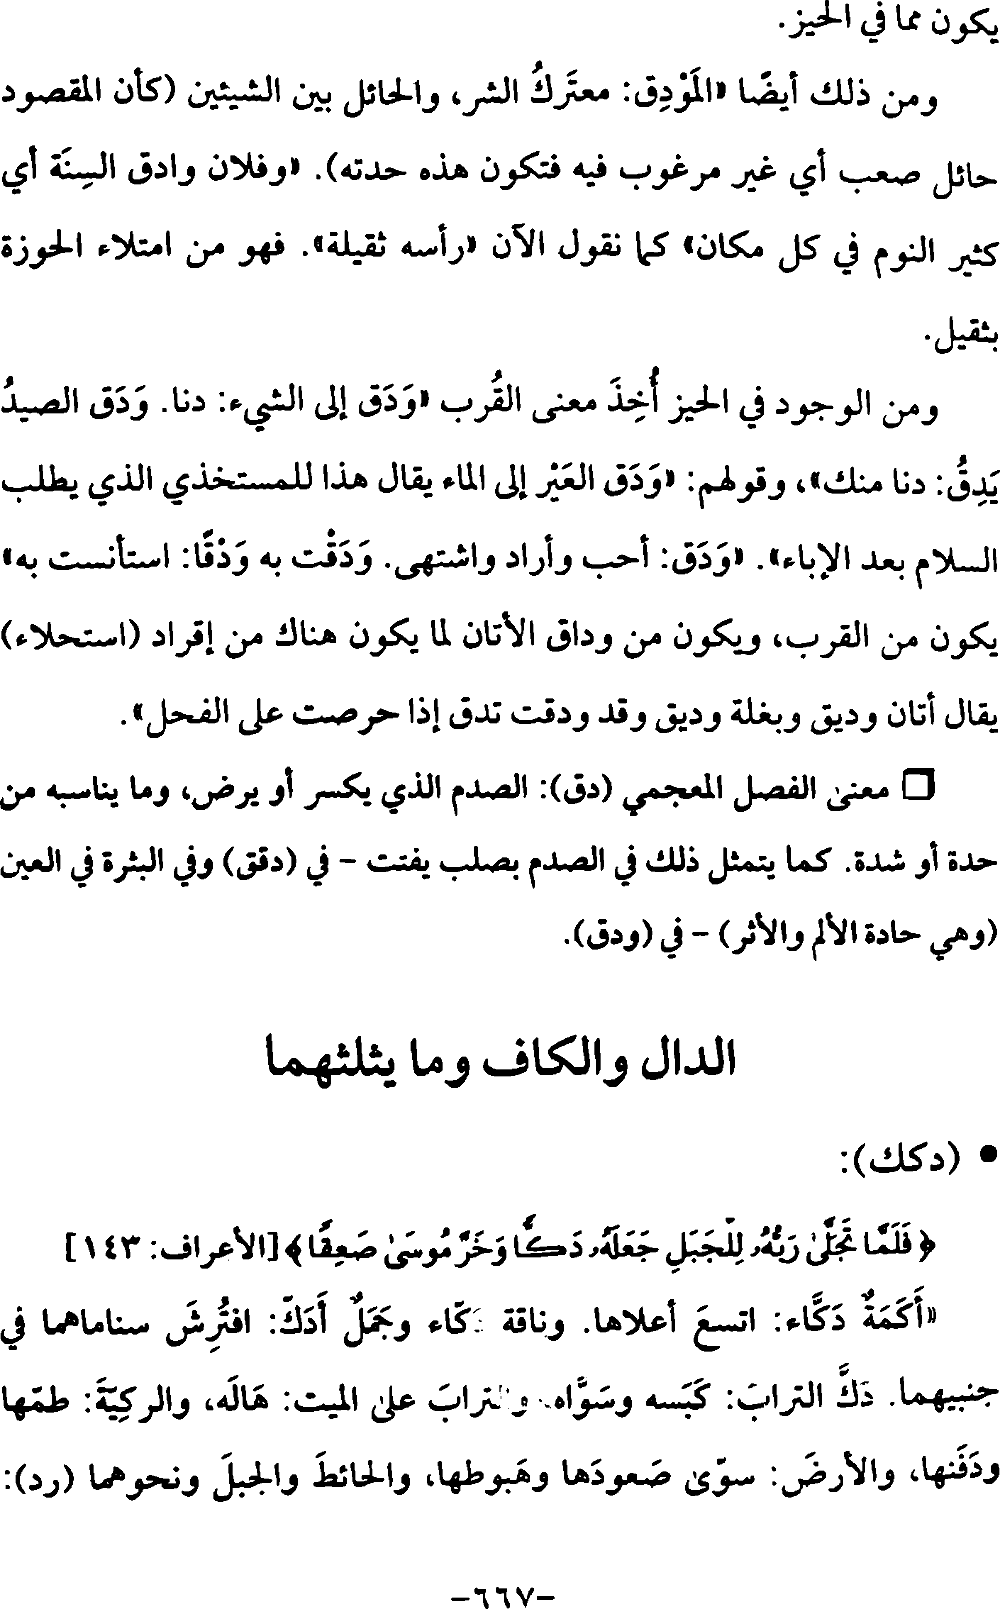 يكون مما في الحيز.
ومن ذلك أيضًا «المَوْدِق: معتَركُ الشر، والحائل بين الشيئين (كأن المقصود
حائل صعب أي غير مرغوب فيه فتكون هذه حدته). «وفلان وادق السِنَة أي
كثير النوم في كل مكان» كما نقول الآن «رأسه ثقيلة». فهو من امتلاء الحوزة
بثقيل.
ومن الوجود في الحيز أُخِذَ معنى القُرب «وَدَق إلى الشيء: دنا. وَدَق الصيدُ
يَدِقُ: دنا منك»، وقولهم: «وَدَق العَيْر إلى الماء يقال هذا للمستخذي الذي يطلب
السلام بعد الإباء». «وَدَق: أحب وأراد واشتهى. وَدَقْت به وَدْقًا: استأنست به»
يكون من القرب، ويكون من وداق الأتان لما يكون هناك من إقراد (استحلاء)
يقال أتان وديق وبغلة وديق وقد ودقت تدق إذا حرصت على الفحل».
□ معنى الفصل المعجمي (دق): الصدم الذي يكسر أو يرض، وما يناسبه من
حدة أو شدة. كما يتمثل ذلك في الصدم بصلب يفتت - في (دقق) وفي البثرة في العين
(وهي حادة الألم والأثر) - في (ودق).
الدال والكاف وما يثلثهما
• (دكك):
﴿فَلَمَّا تَجَلَّىٰ رَبُّهُۥ لِلْجَبَلِ جَعَلَهُۥ دَكًّا وَخَرَّ مُوسَىٰ صَعِقًا﴾ [الأعراف: ١٤٣]
«أَكَمَةٌ دَكَّاء: اتسعَ أعلاها. وناقة دَكّاء وجَمَلٌ أَدَكّ: افتُرِشَ سناماهما في
جنبيهما. دَكَّ الترابَ: كَبَسه وسَوَّاه. والترابَ على الميت: هَالَه، والركِيّةَ: طمّها
ودَفَنها، والأرضَ: سوّى صَعودَها وهَبوطها، والحائطَ والجبلَ ونحوهما (رد):
-٦٦٧-